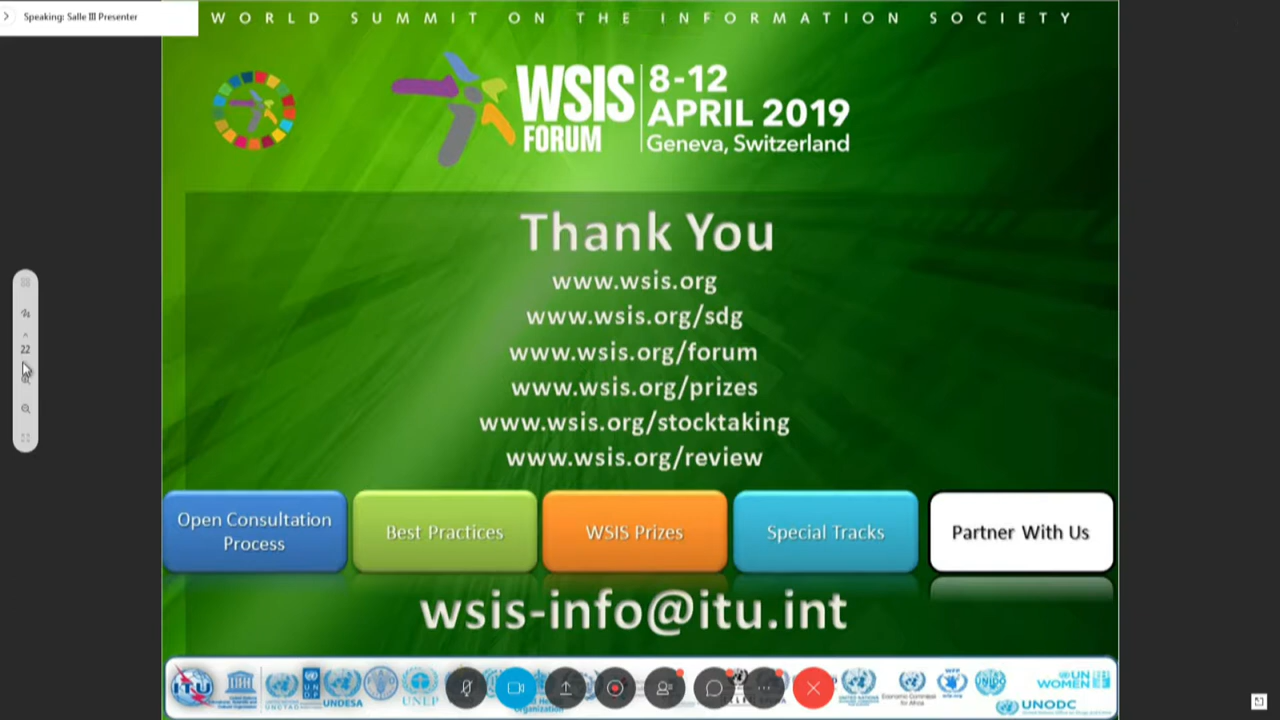 Speaking: Salle III Presenter
WORLD SUMMIT ON THE INFORMATION SOCIETY
WSIS
FORUM
8-12
APRIL 2019
Geneva, Switzerland
Thank You
www.wsis.org
www.wsis.org/sdg
www.wsis.org/forum
www.wsis.org/prizes
www.wsis.org/stocktaking
www.wsis.org/review
22
Open Consultation
Process
Best Practices
WSIS Prizes
Special Tracks
Partner With Us
wsis-info@itu.int
ITU
UNCTAD
UNDP
UNDESA
UNEP
UN
WOMEN
UNODC